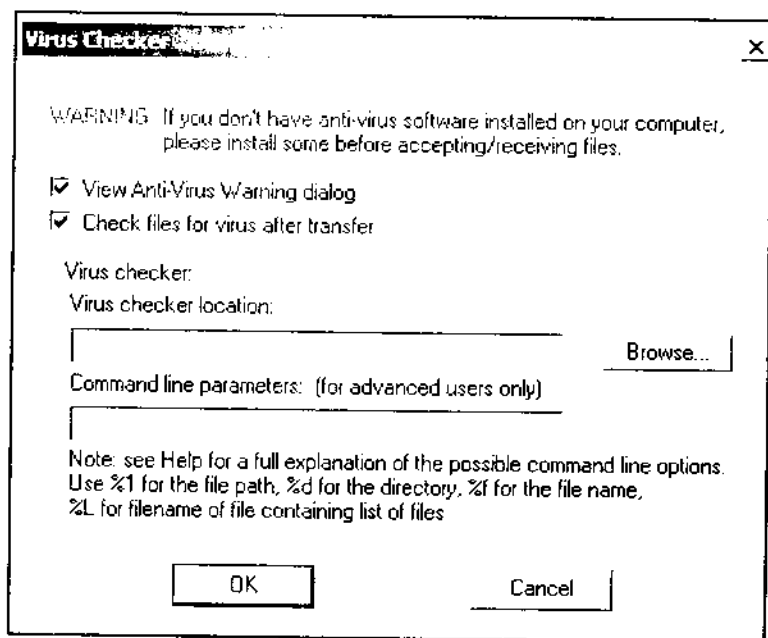 Virus Checker
WARNING: If you don't have anti-virus software installed on your computer,
please install some before accepting/receiving files.
View Anti-Virus Warning dialog
Check files for virus after transfer
Virus checker:
Virus checker location:
Browse...
Command line parameters: (for advanced users only)
Note: see Help for a full explanation of the possible command line options.
Use %1 for the file path, %d for the directory, %f for the file name,
%L for filename of file containing list of files
OK
Cancel